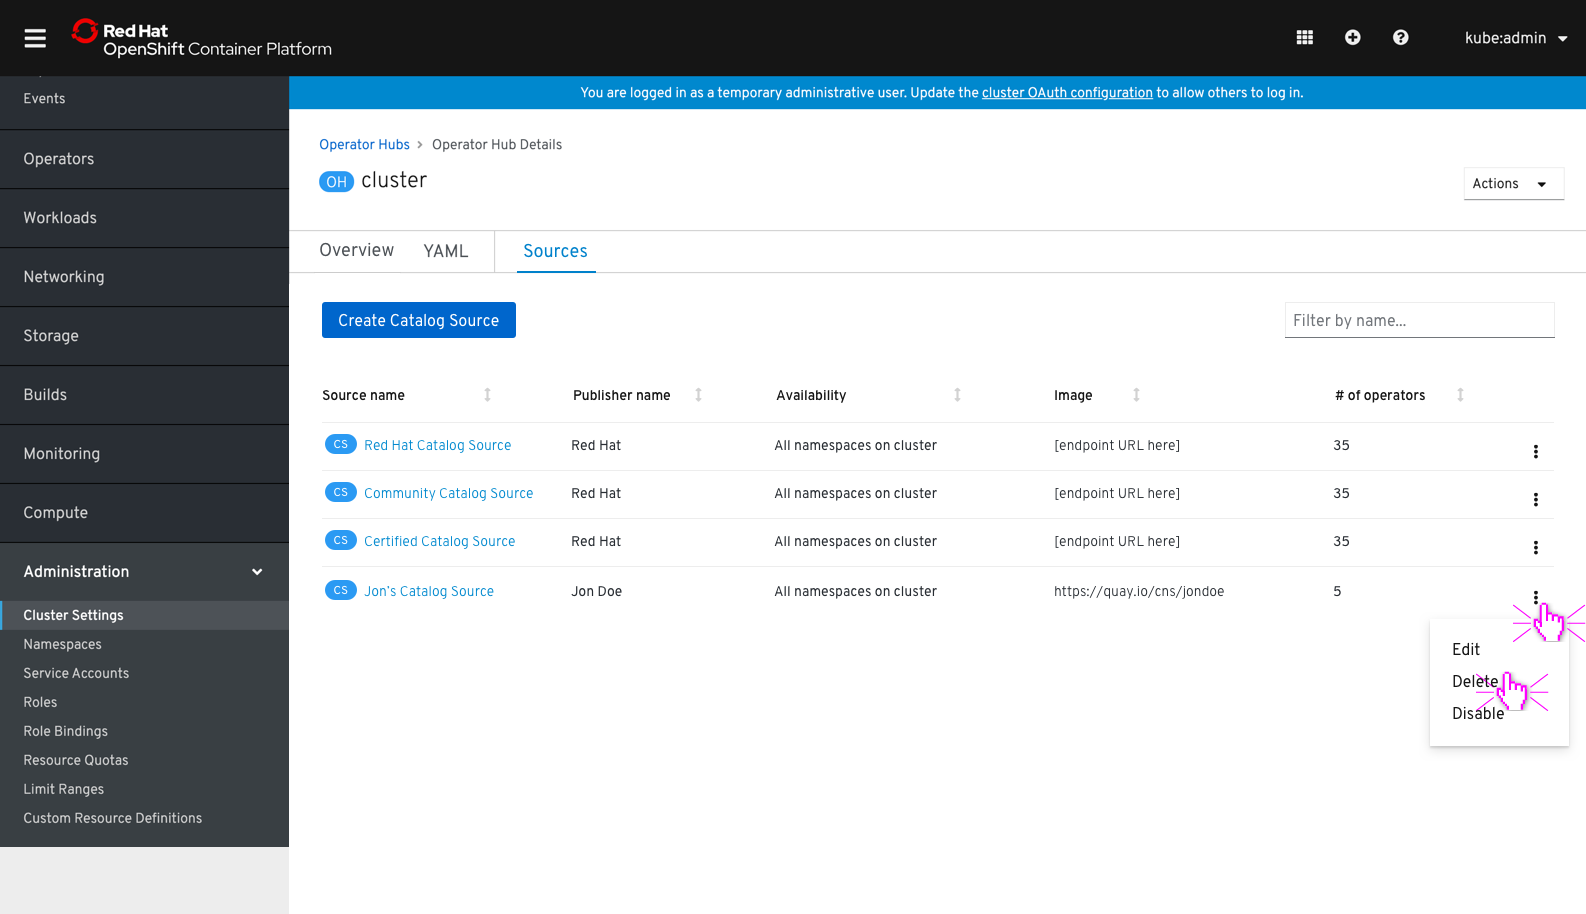 Red Hat
OpenShift Container Platform
kube:admin
You are logged in as a temporary administrative user. Update the cluster OAuth configuration to allow others to log in.
Events
Operators
Workloads
Networking
Storage
Builds
Monitoring
Compute
Administration
Cluster Settings
Namespaces
Service Accounts
Roles
Role Bindings
Resource Quotas
Limit Ranges
Custom Resource Definitions
Operator Hubs > Operator Hub Details
OH cluster
Actions
Overview YAML Sources
Create Catalog Source
Filter by name...
Source name Publisher name Availability Image # of operators
CS Red Hat Catalog Source Red Hat All namespaces on cluster [endpoint URL here] 35
CS Community Catalog Source Red Hat All namespaces on cluster [endpoint URL here] 35
CS Certified Catalog Source Red Hat All namespaces on cluster [endpoint URL here] 35
CS Jon's Catalog Source Jon Doe All namespaces on cluster https://quay.io/cns/jondoe 5
Edit
Delete
Disable